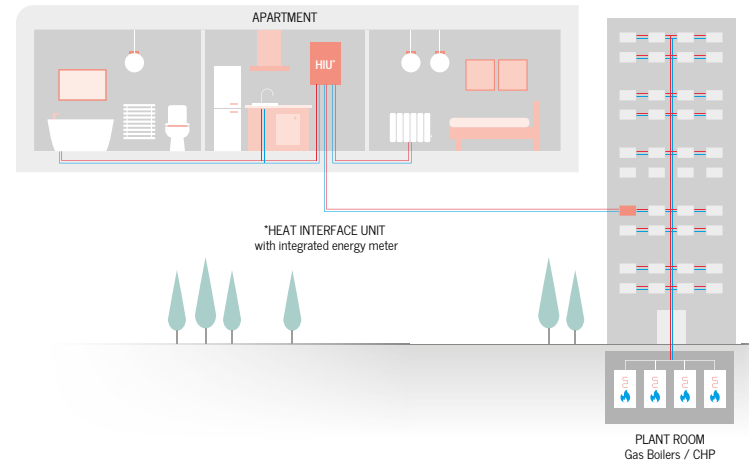 APARTMENT
HIU*
*HEAT INTERFACE UNIT
with integrated energy meter
PLANT ROOM
Gas Boilers / CHP